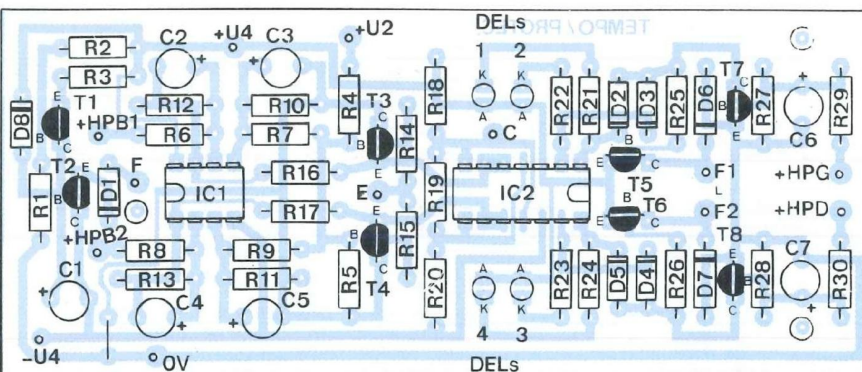 DELs
TEMPO/PROTEC
R2 C2 +U4 C3 +U2 1 2
R3 T7
D8 T1 R12 R10 R4 T3 R18 K K R22 R21 D2 D3 R25 D6 R27 R29
E B C +HPB1 R6 R7 R14 A A C6
C
T2 F R16 T5 F1 +HPG
R1 D1 IC1 E R19 IC2 L
R17 T6 F2 +HPD
+HPB2 R8 R9 R15 T8
C1 R13 R11 R5 T4 R20 A A R23 R24 D5 D4 R26 D7 R28 C7 R30
C4 C5 K K
4 3
-U4 0V DELs